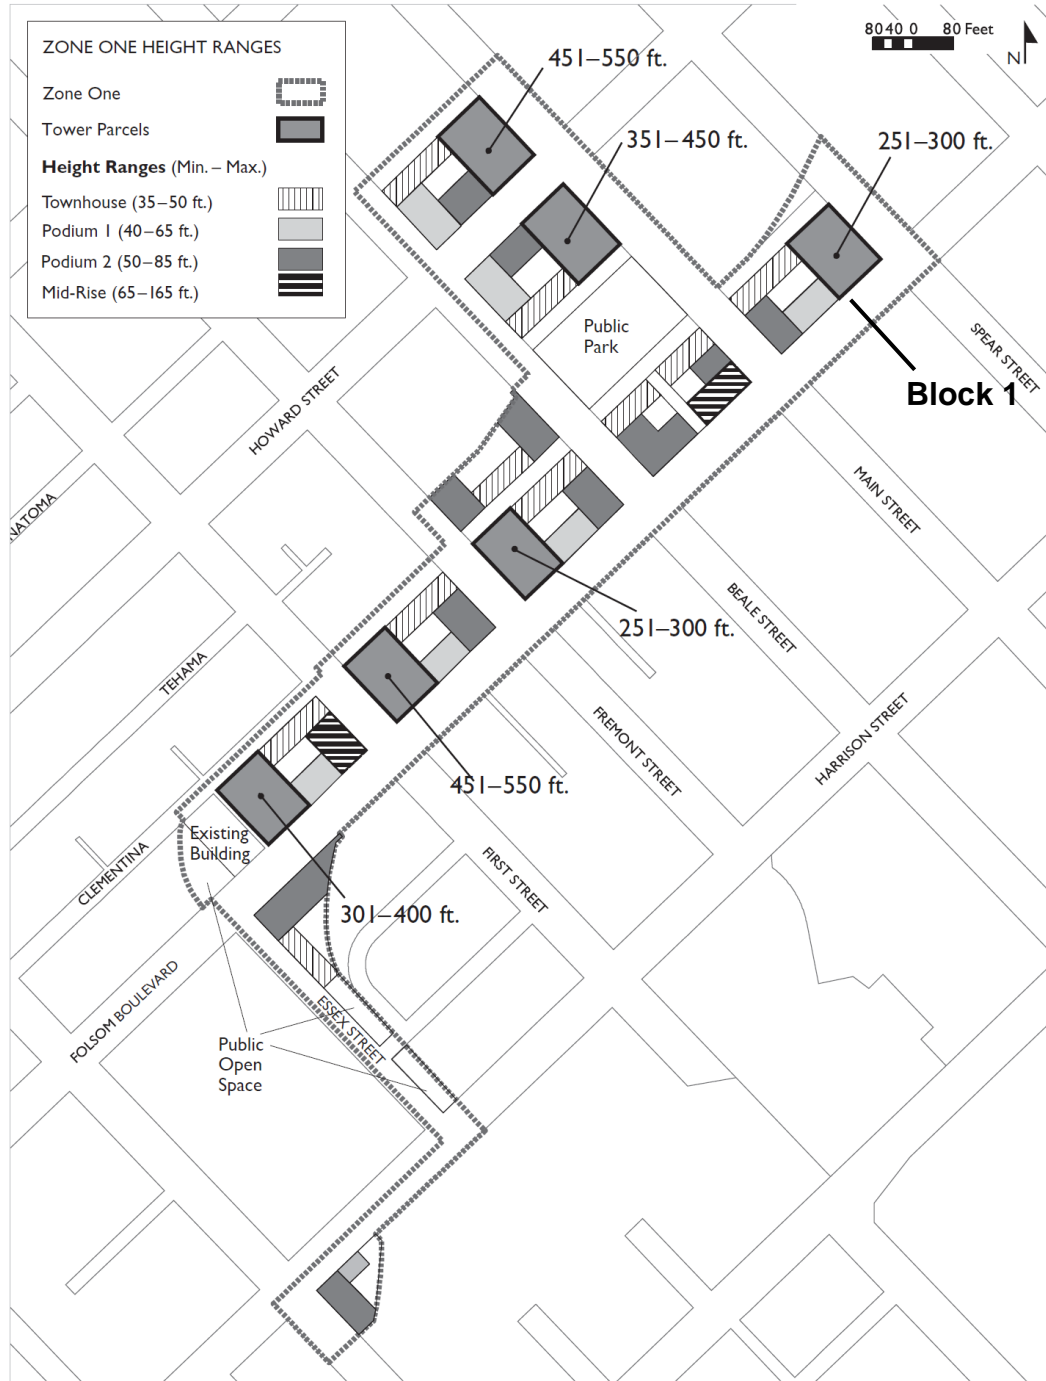 ZONE ONE HEIGHT RANGES
Zone One
Tower Parcels
Height Ranges (Min. – Max.)
Townhouse (35–50 ft.)
Podium 1 (40–65 ft.)
Podium 2 (50–85 ft.)
Mid-Rise (65–165 ft.)
80 40 0 80 Feet
N
451–550 ft.
351–450 ft.
251–300 ft.
Public
Park
Block 1
SPEAR STREET
HOWARD STREET
MAIN STREET
NATOMA
BEALE STREET
251–300 ft.
TEHAMA
FREMONT STREET
HARRISON STREET
451–550 ft.
Existing
Building
CLEMENTINA
FIRST STREET
301–400 ft.
FOLSOM BOULEVARD
ESSEX STREET
Public
Open
Space